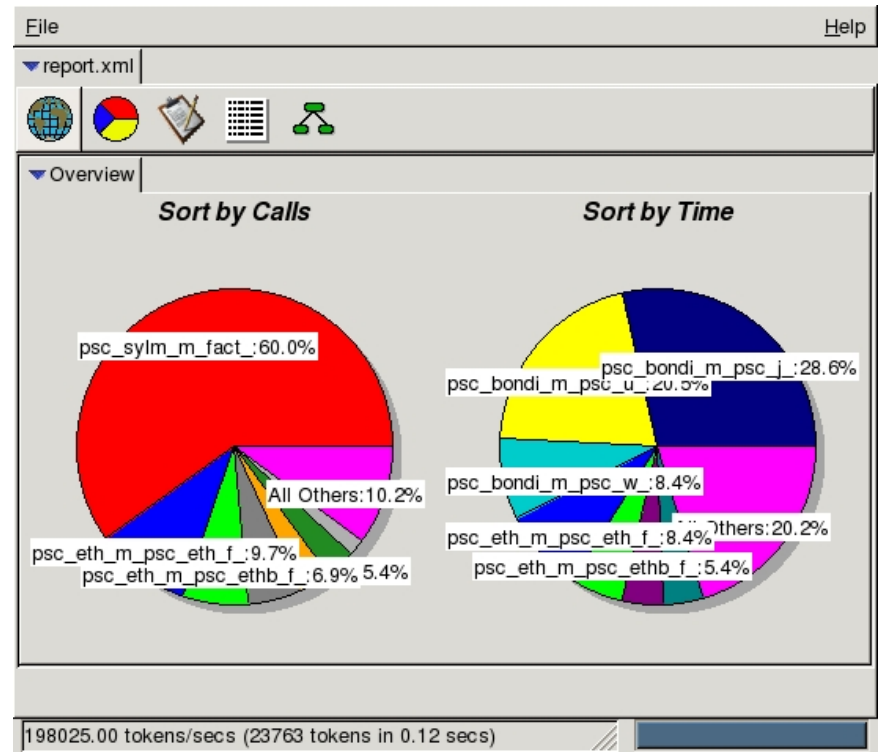 File Help
report.xml
Overview
Sort by Calls
Sort by Time
psc_sylm_m_fact_:60.0%
All Others:10.2%
psc_eth_m_psc_eth_f_:9.7%
psc_eth_m_psc_ethb_f_:6.9%
5.4%
psc_bondi_m_psc_j_:28.6%
psc_bondi_m_psc_u_:20.5%
psc_bondi_m_psc_w_:8.4%
Others:20.2%
psc_eth_m_psc_eth_f_:8.4%
psc_eth_m_psc_ethb_f_:5.4%
198025.00 tokens/secs (23763 tokens in 0.12 secs)